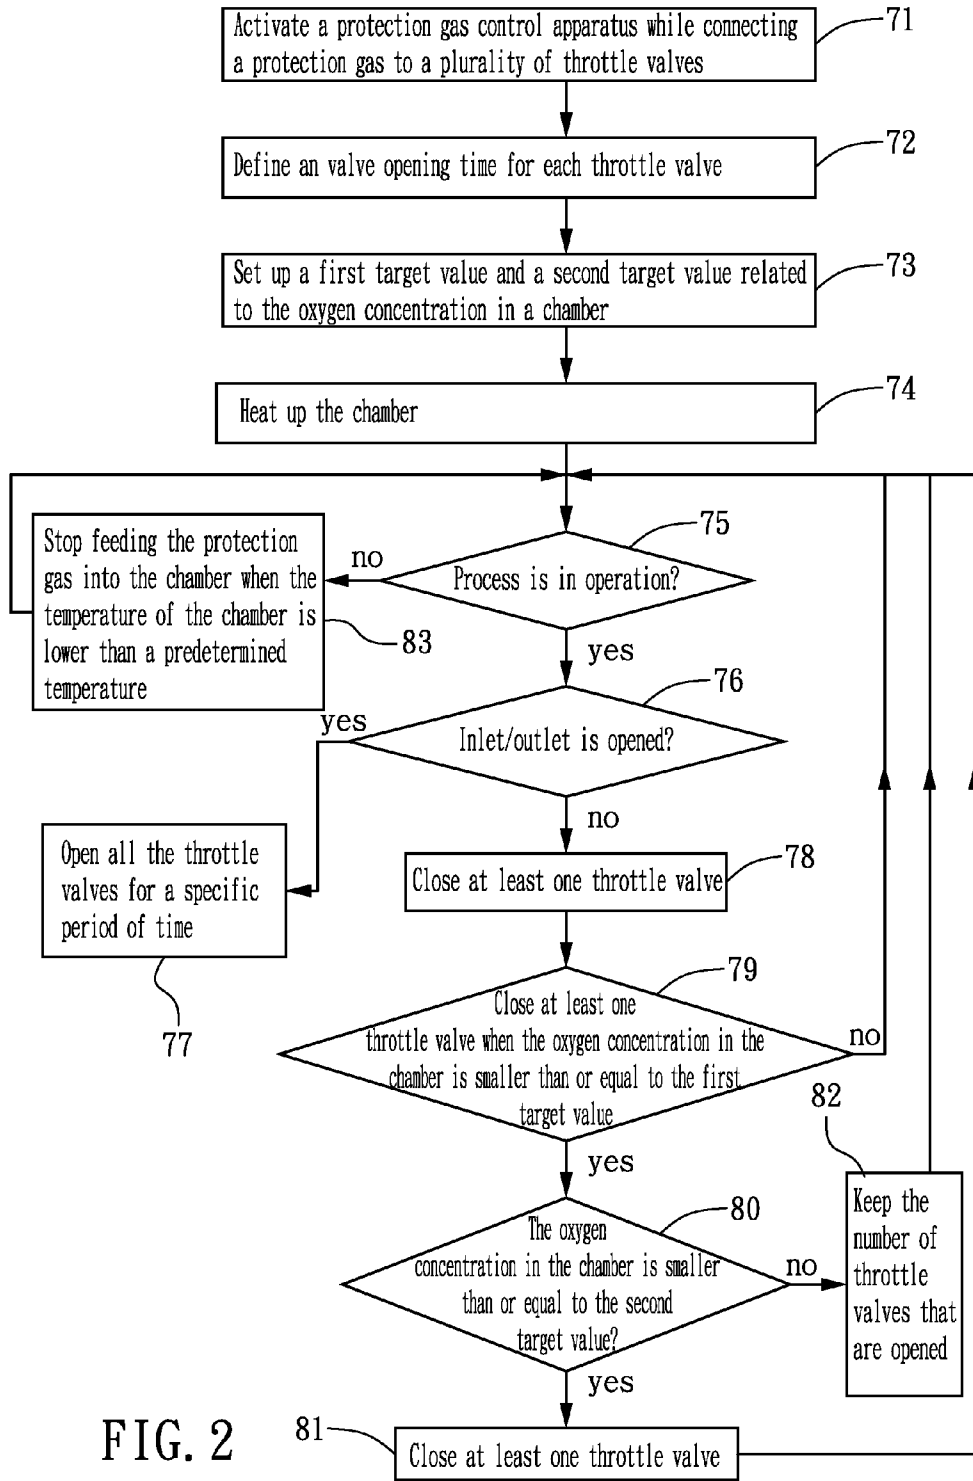 Activate a protection gas control apparatus while connecting
a protection gas to a plurality of throttle valves
71
Define an valve opening time for each throttle valve
72
Set up a first target value and a second target value related
to the oxygen concentration in a chamber
73
Heat up the chamber
74
Process is in operation?
75
no
yes
Stop feeding the protection
gas into the chamber when the
temperature of the chamber is
lower than a predetermined
temperature
83
Inlet/outlet is opened?
76
yes
no
Open all the throttle
valves for a specific
period of time
77
Close at least one throttle valve
78
Close at least one
throttle valve when the oxygen concentration in the
chamber is smaller than or equal to the first
target value
79
no
yes
The oxygen
concentration in the chamber is smaller
than or equal to the second
target value?
80
no
yes
Keep the
number of
throttle
valves that
are opened
82
Close at least one throttle valve
81
FIG. 2